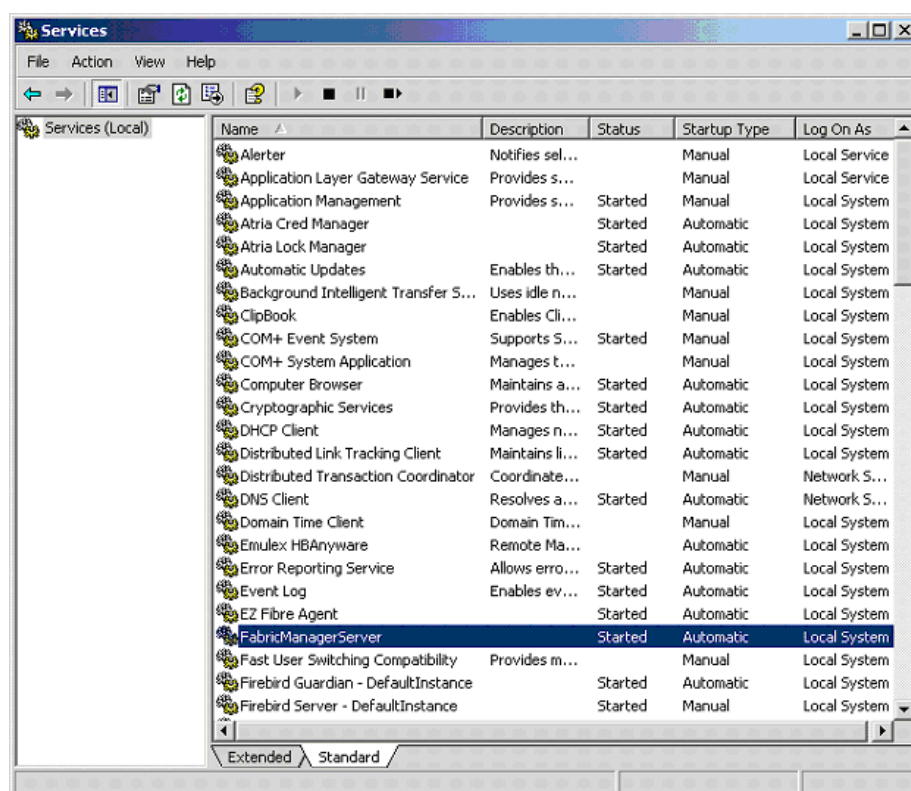 Services
File Action View Help
Services (Local)
Name Description Status Startup Type Log On As
Alerter Notifies sel... Manual Local Service
Application Layer Gateway Service Provides s... Manual Local Service
Application Management Provides s... Started Manual Local System
Atria Cred Manager Started Automatic Local System
Atria Lock Manager Started Automatic Local System
Automatic Updates Enables th... Started Automatic Local System
Background Intelligent Transfer S... Uses idle n... Manual Local System
ClipBook Enables Cli... Manual Local System
COM+ Event System Supports S... Started Manual Local System
COM+ System Application Manages t... Manual Local System
Computer Browser Maintains a... Started Automatic Local System
Cryptographic Services Provides th... Started Automatic Local System
DHCP Client Manages n... Started Automatic Local System
Distributed Link Tracking Client Maintains li... Started Automatic Local System
Distributed Transaction Coordinator Coordinate... Manual Network S...
DNS Client Resolves a... Started Automatic Network S...
Domain Time Client Domain Tim... Manual Local System
Emulex HBAnyware Remote Ma... Automatic Local System
Error Reporting Service Allows erro... Started Automatic Local System
Event Log Enables ev... Started Automatic Local System
EZ Fibre Agent Started Automatic Local System
FabricManagerServer Started Automatic Local System
Fast User Switching Compatibility Provides m... Manual Local System
Firebird Guardian - DefaultInstance Started Automatic Local System
Firebird Server - DefaultInstance Started Manual Local System
Extended Standard